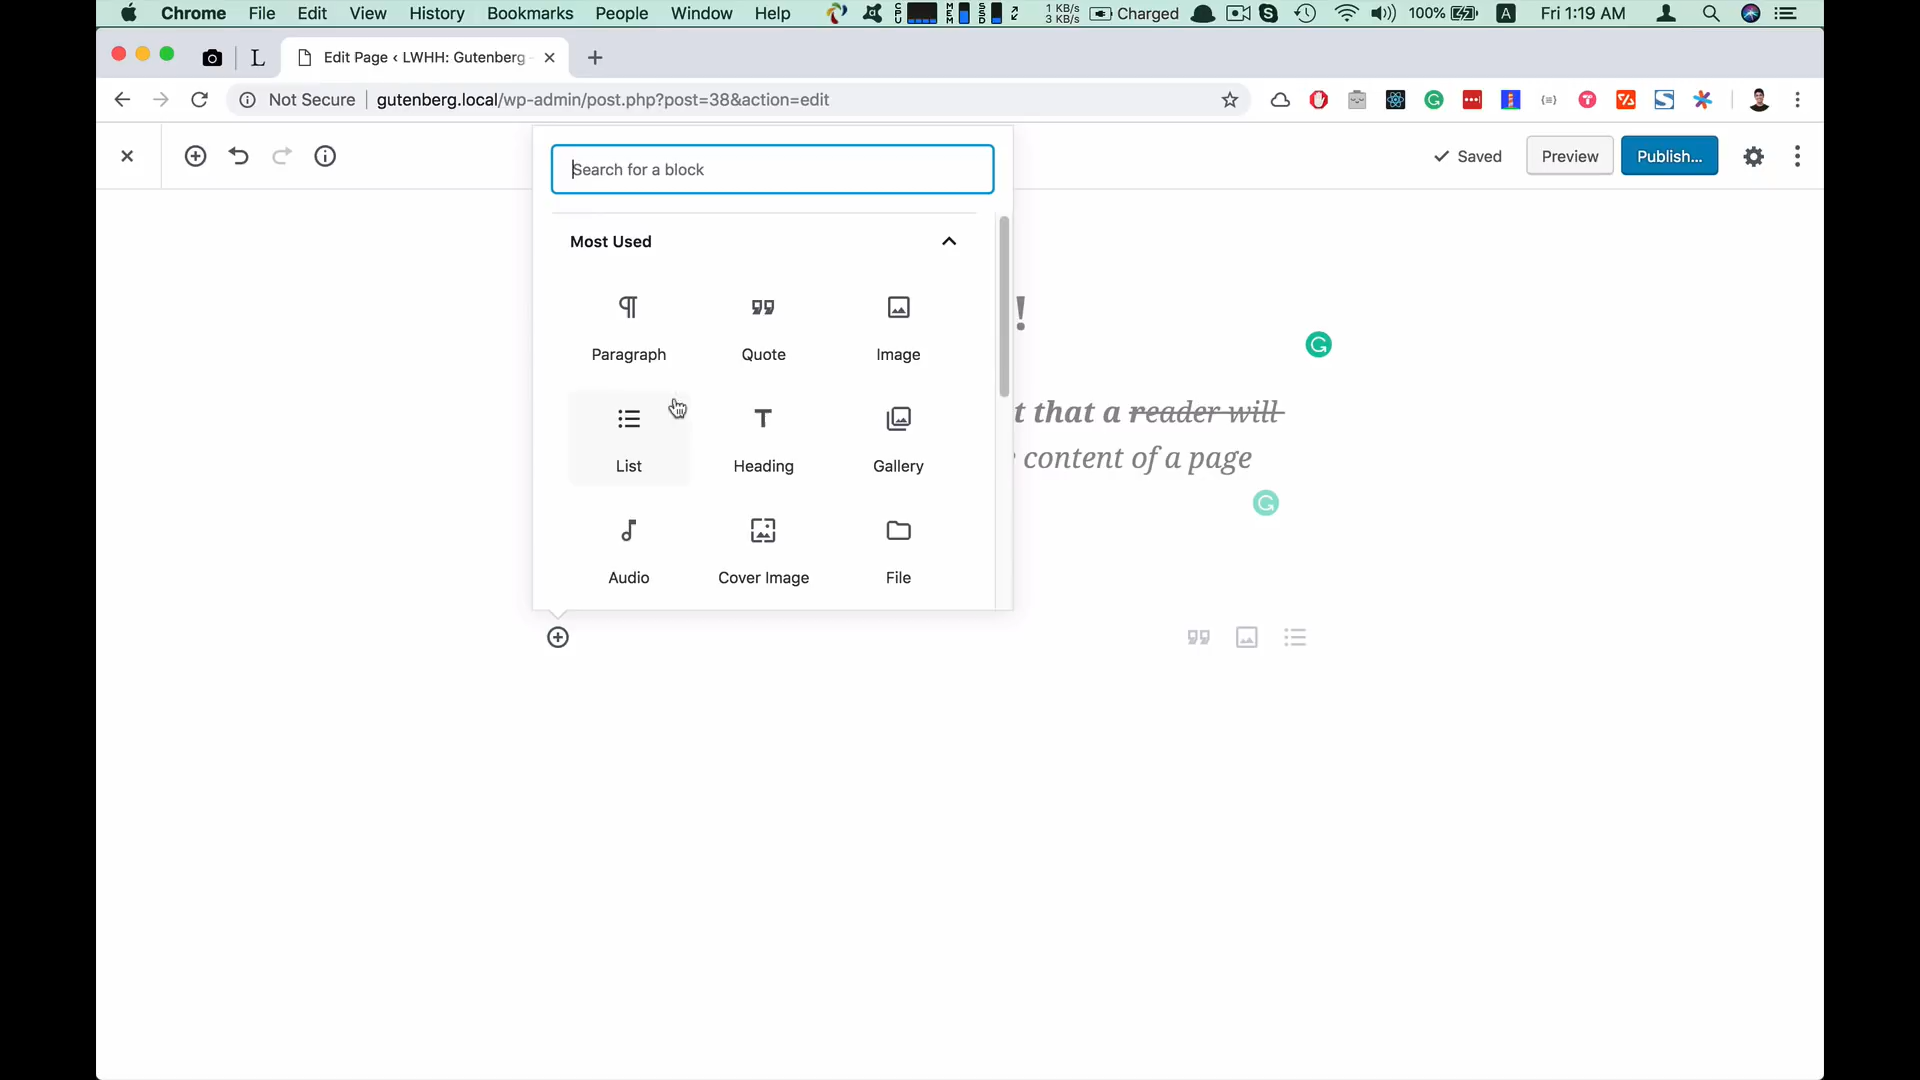 Chrome File Edit View History Bookmarks People Window Help CPU MEM SSD 1 KB/s 3 KB/s Charged 100% A Fri 1:19 AM
L Edit Page ‹ LWHH: Gutenberg
Not Secure gutenberg.local/wp-admin/post.php?post=38&action=edit
Saved Preview Publish...
Search for a block
Most Used
Paragraph Quote Image
List Heading Gallery
Audio Cover Image File
!
t that a reader will
content of a page